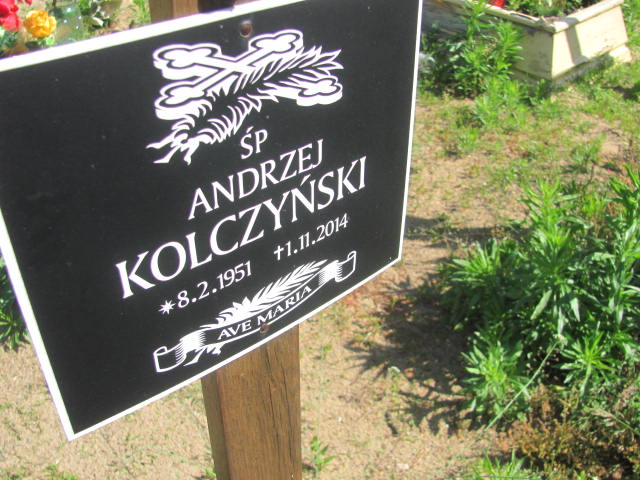 ŚP
ANDRZEJ
KOLCZYŃSKI
*8.2.1951 †1.11.2014
AVE MARIA